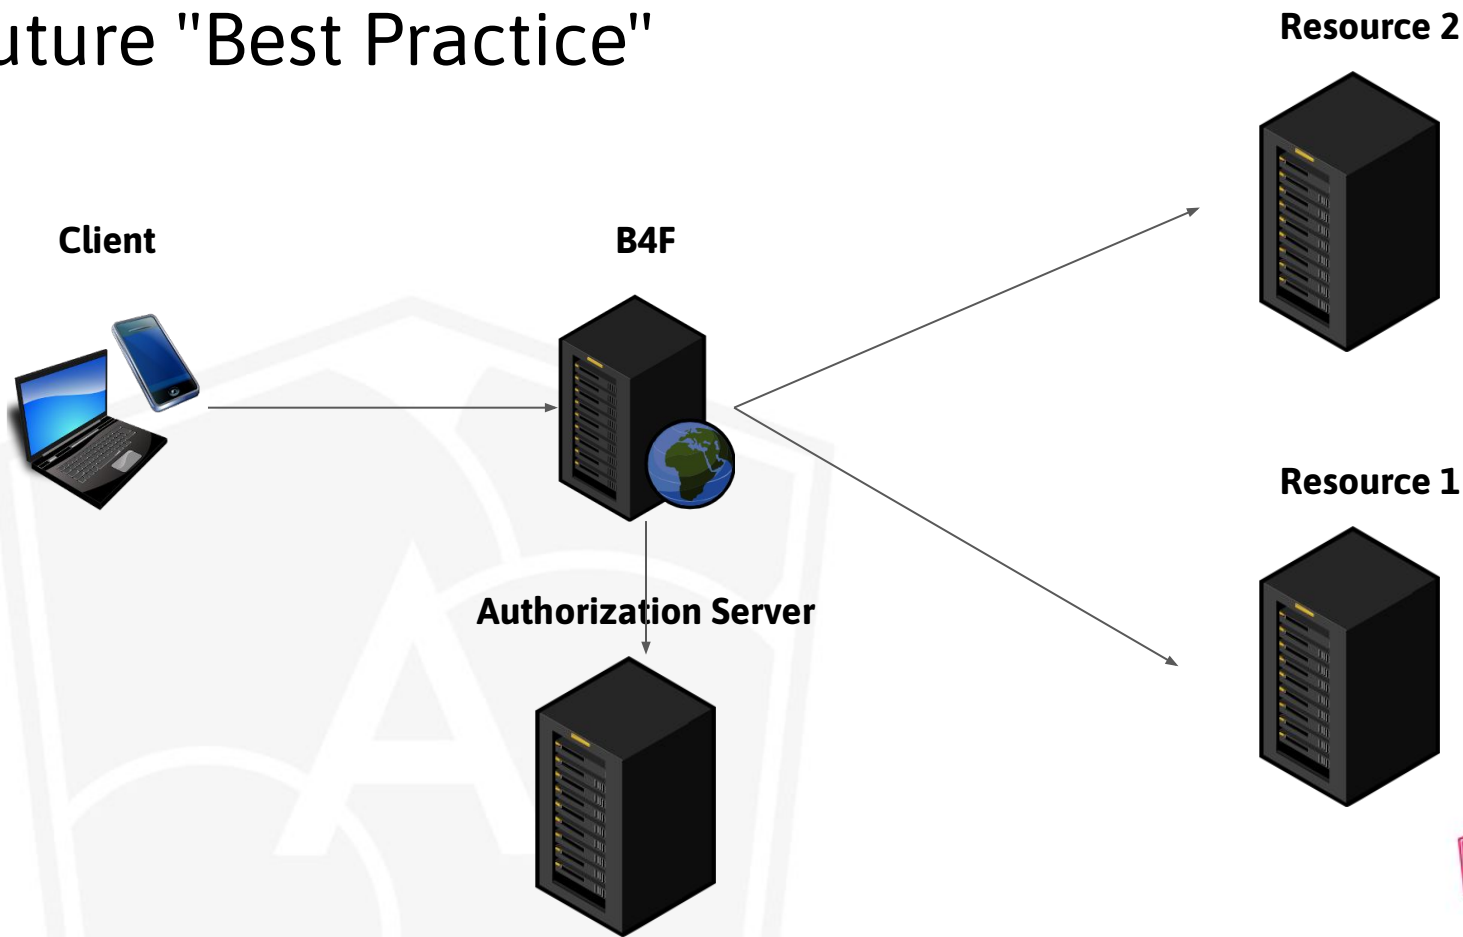 uture "Best Practice"
Resource 2
Client
B4F
Resource 1
Authorization Server